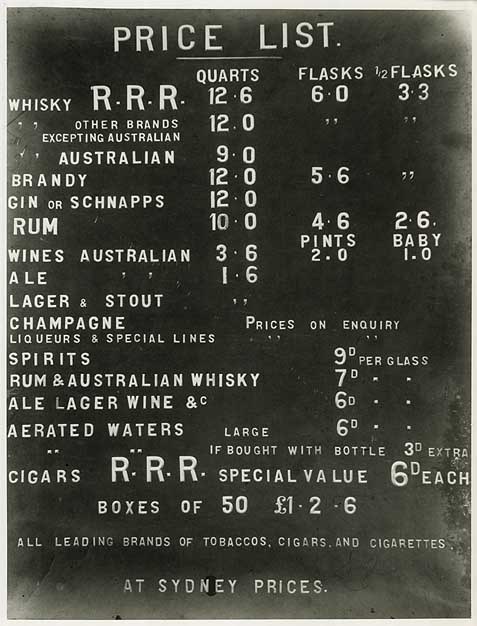 PRICE LIST.
QUARTS FLASKS 1/2 FLASKS
WHISKY R.R.R. 12·6 6·0 3·3
" " OTHER BRANDS 12·0 " "
EXCEPTING AUSTRALIAN
" " AUSTRALIAN 9·0
BRANDY 12·0 5·6 "
GIN OR SCHNAPPS 12·0
RUM 10·0 4·6 2·6.
PINTS BABY
WINES AUSTRALIAN 3·6 2·0 1·0
ALE " " 1·6
LAGER & STOUT "
CHAMPAGNE PRICES ON ENQUIRY
LIQUEURS & SPECIAL LINES " " "
SPIRITS 9D PER GLASS
RUM & AUSTRALIAN WHISKY 7D " "
ALE LAGER WINE &C 6D " "
AERATED WATERS LARGE 6D " "
" " IF BOUGHT WITH BOTTLE 3D EXTRA
CIGARS R.R.R. SPECIAL VALUE 6D EACH
BOXES OF 50 £1·2·6
ALL LEADING BRANDS OF TOBACCOS, CIGARS, AND CIGARETTES,
AT SYDNEY PRICES.